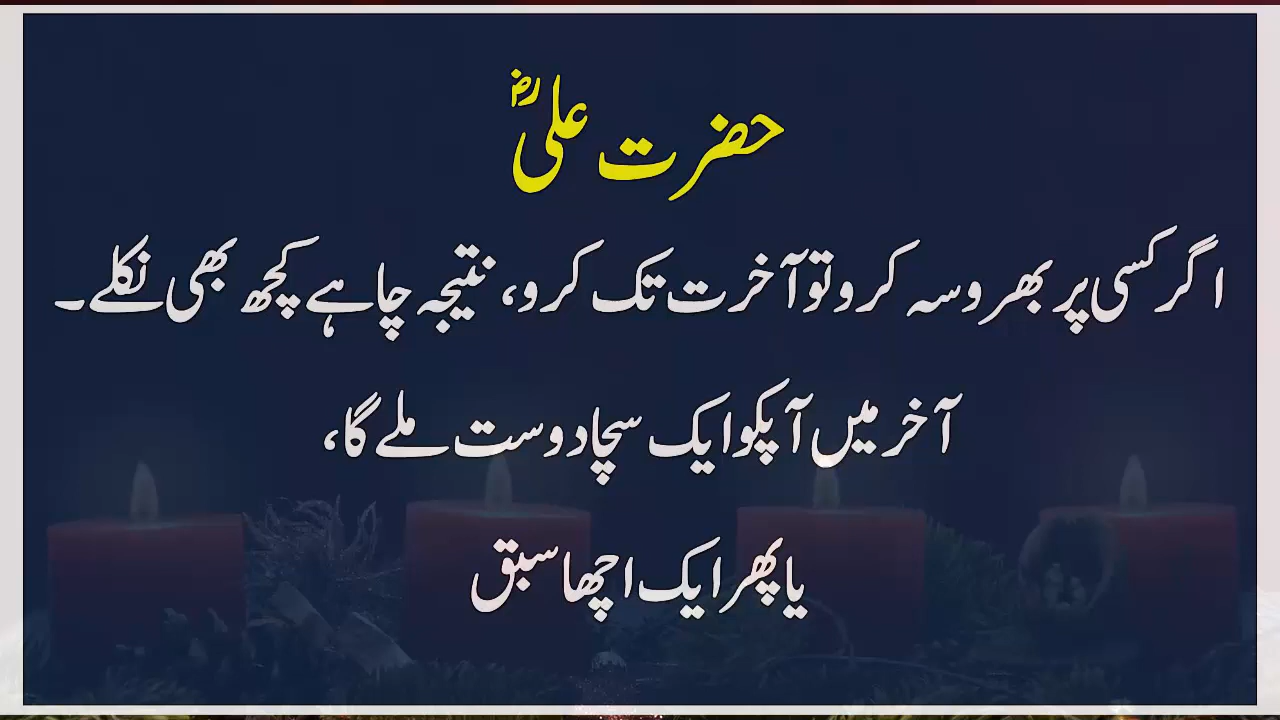 حضرت علیؓ
اگر کسی پر بھروسہ کرو تو آخرت تک کرو، نتیجہ چاہے کچھ بھی نکلے۔
آخر میں آپکو ایک سچا دوست ملے گا،
یا پھر ایک اچھا سبق